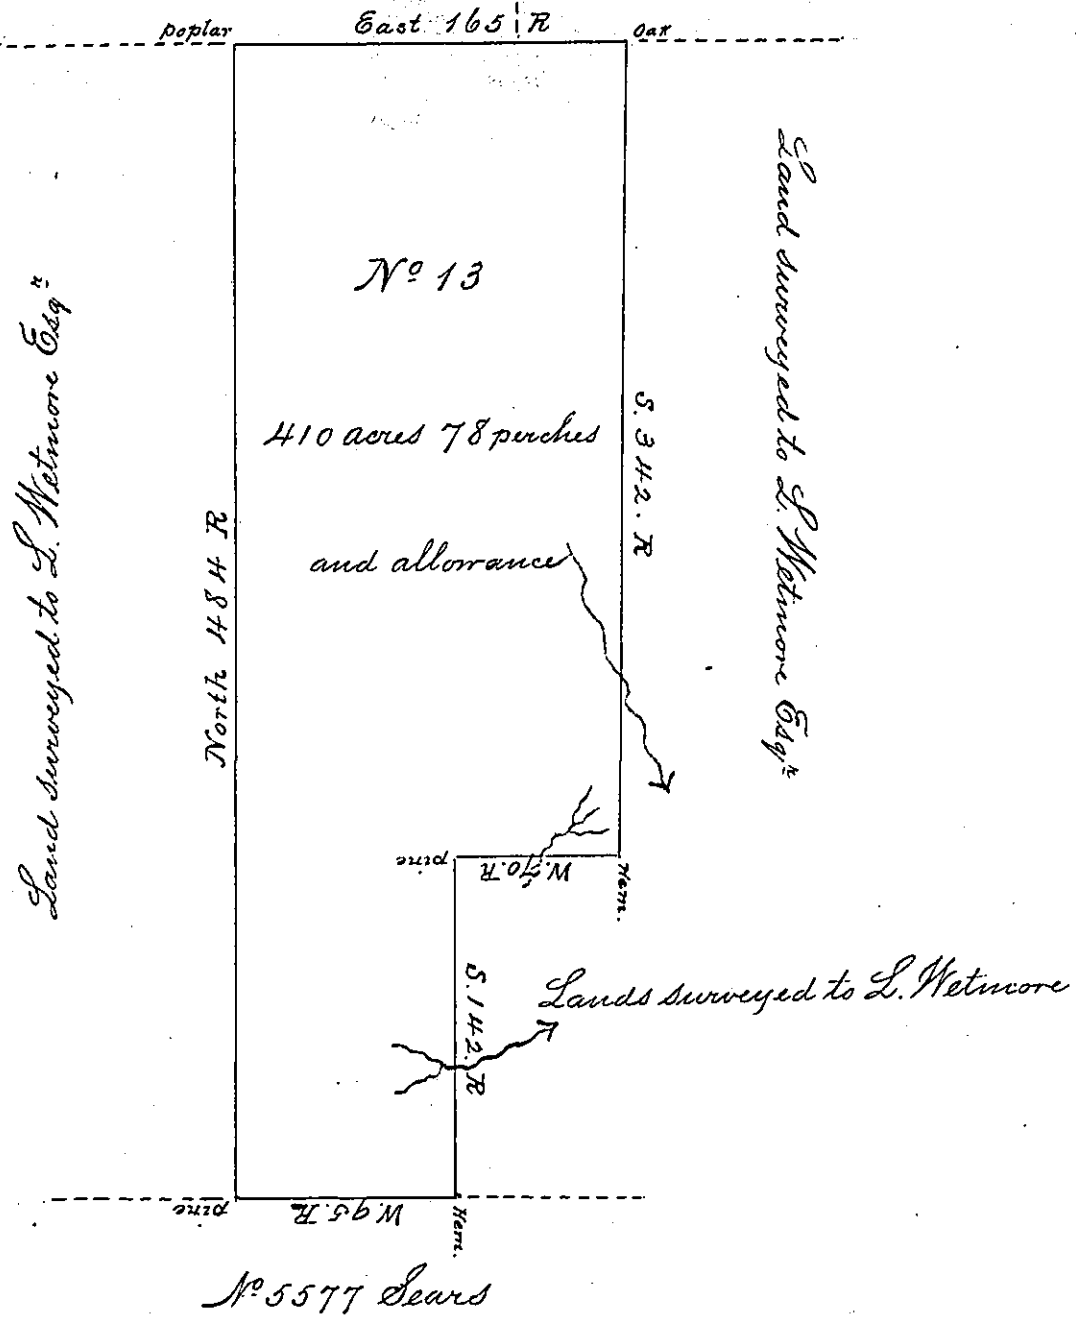 poplar
East 165 R
Oak
Nº 13
410 acres 78 perches
and allowance
S. 342. R
North 484 R
Land surveyed to L. Wetmore Esqr
Land surveyed to L. Wetmore Esqr
pine
W. 70. R
Hem.
S. 142. R
Lands surveyed to L. Wetmore
pine
W 95. R
Hem.
Nº 5577 Sears